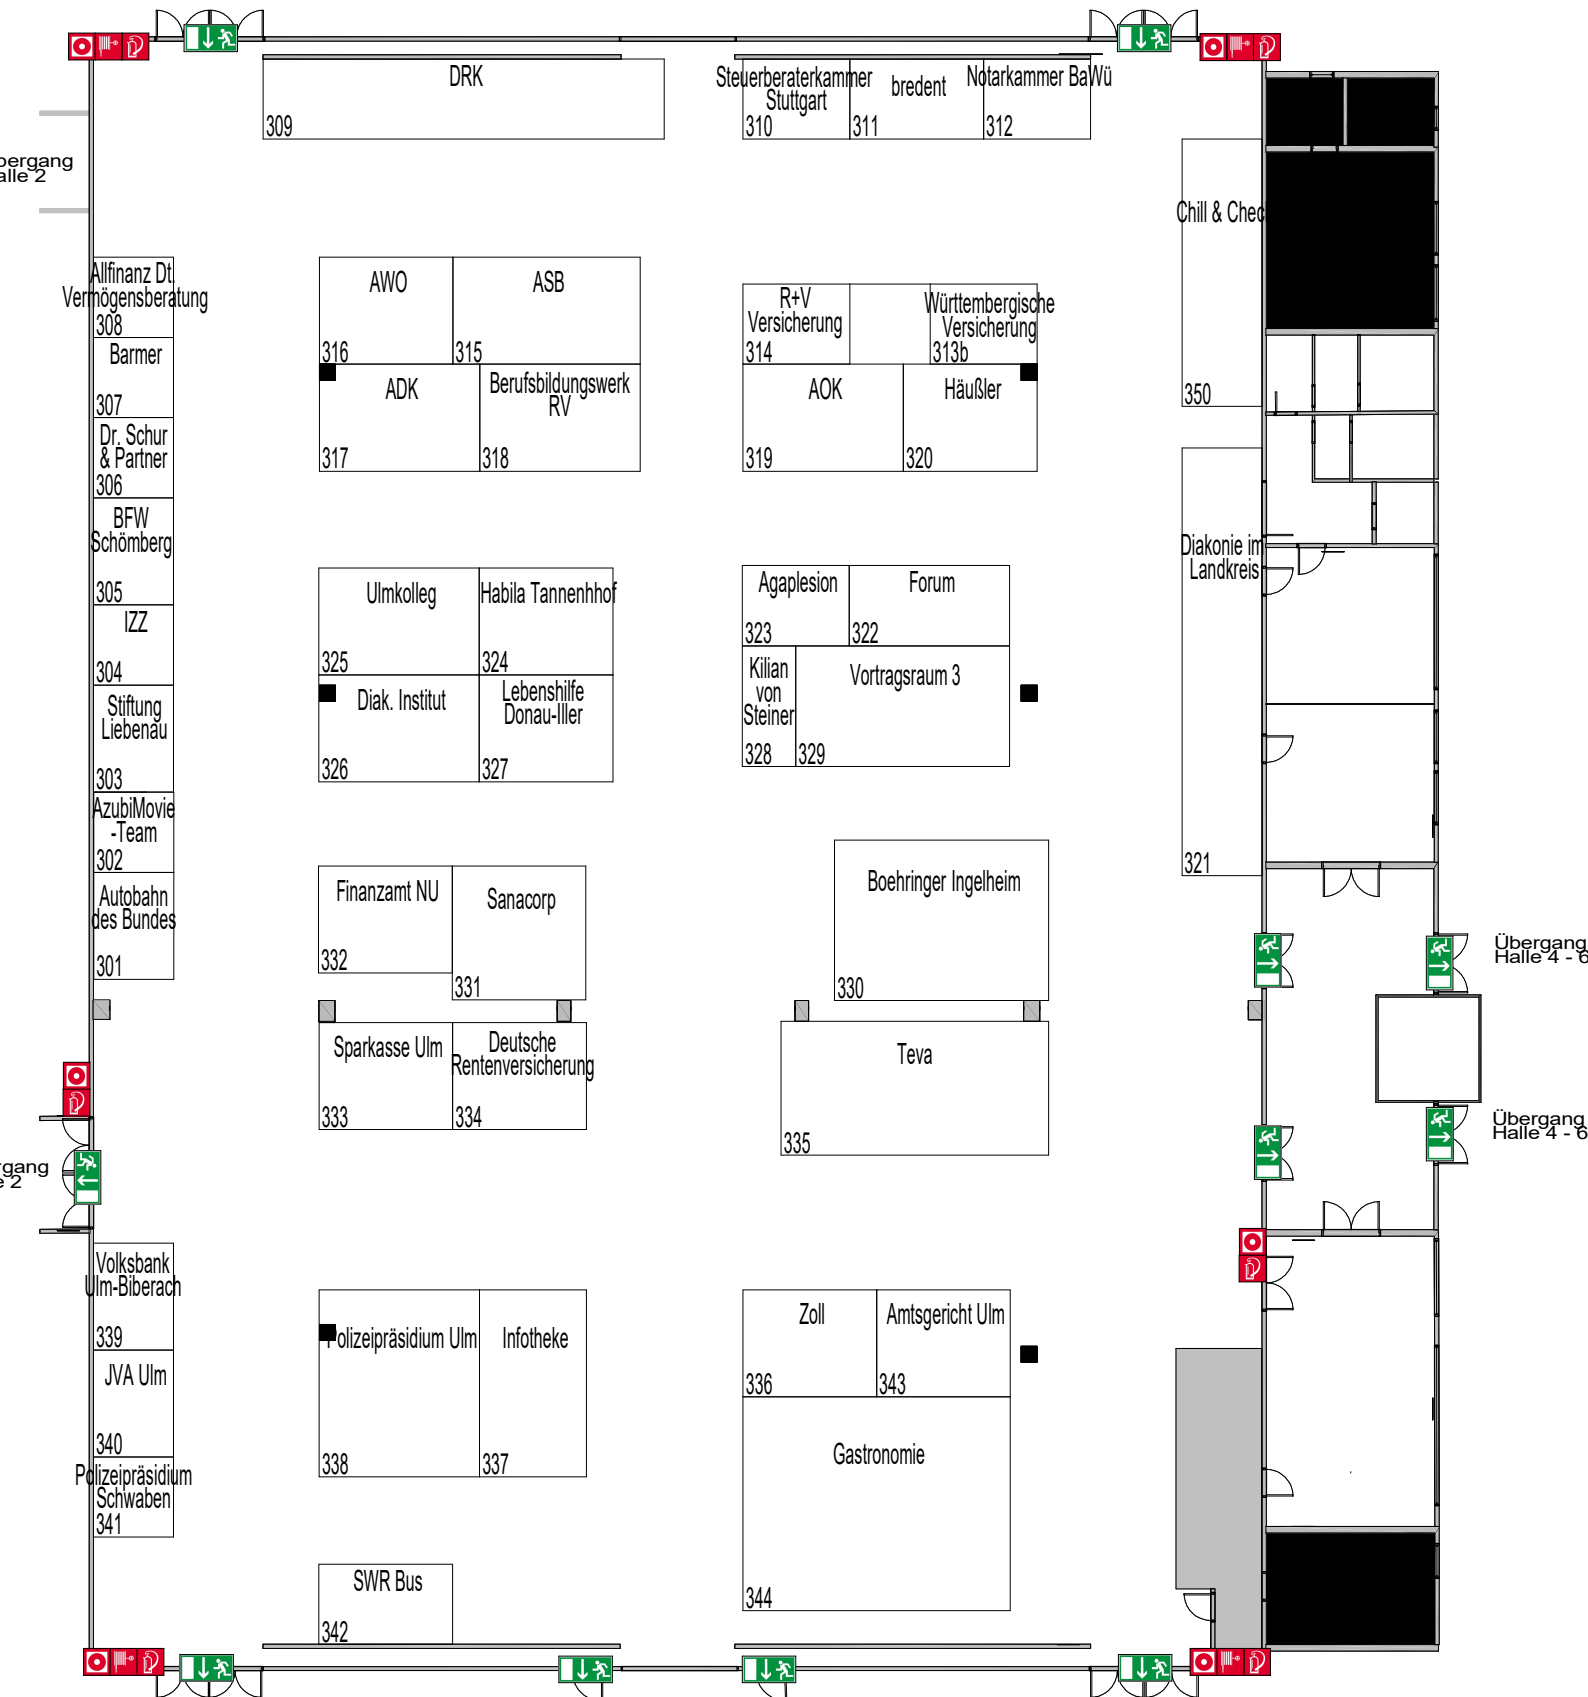 DRK
309
Steuerberaterkammer
Stuttgart
310
bredent
311
Notarkammer BaWü
312
bergang
alle 2
Chill & Chec
350
Allfinanz Dt.
Vermögensberatung
308
Barmer
307
Dr. Schur
& Partner
306
BFW
Schömberg
305
IZZ
304
Stiftung
Liebenau
303
AzubiMovie
-Team
302
Autobahn
des Bundes
301
AWO
316
ASB
315
ADK
317
Berufsbildungswerk
RV
318
R+V
Versicherung
314
Württembergische
Versicherung
313b
AOK
319
Häußler
320
Diakonie im
Landkreis
321
Ulmkolleg
325
Habila Tannenhhof
324
Diak. Institut
326
Lebenshilfe
Donau-Iller
327
Agaplesion
323
Forum
322
Kilian
von
Steiner
328
Vortragsraum 3
329
Finanzamt NU
332
Sanacorp
331
Boehringer Ingelheim
330
Sparkasse Ulm
333
Deutsche
Rentenversicherung
334
Teva
335
Übergang
Halle 4 - 6
Übergang
Halle 4 - 6
rgang
e 2
Volksbank
Ulm-Biberach
339
JVA Ulm
340
Polizeipräsidium
Schwaben
341
Polizeipräsidium Ulm
338
Infotheke
337
Zoll
336
Amtsgericht Ulm
343
Gastronomie
344
SWR Bus
342